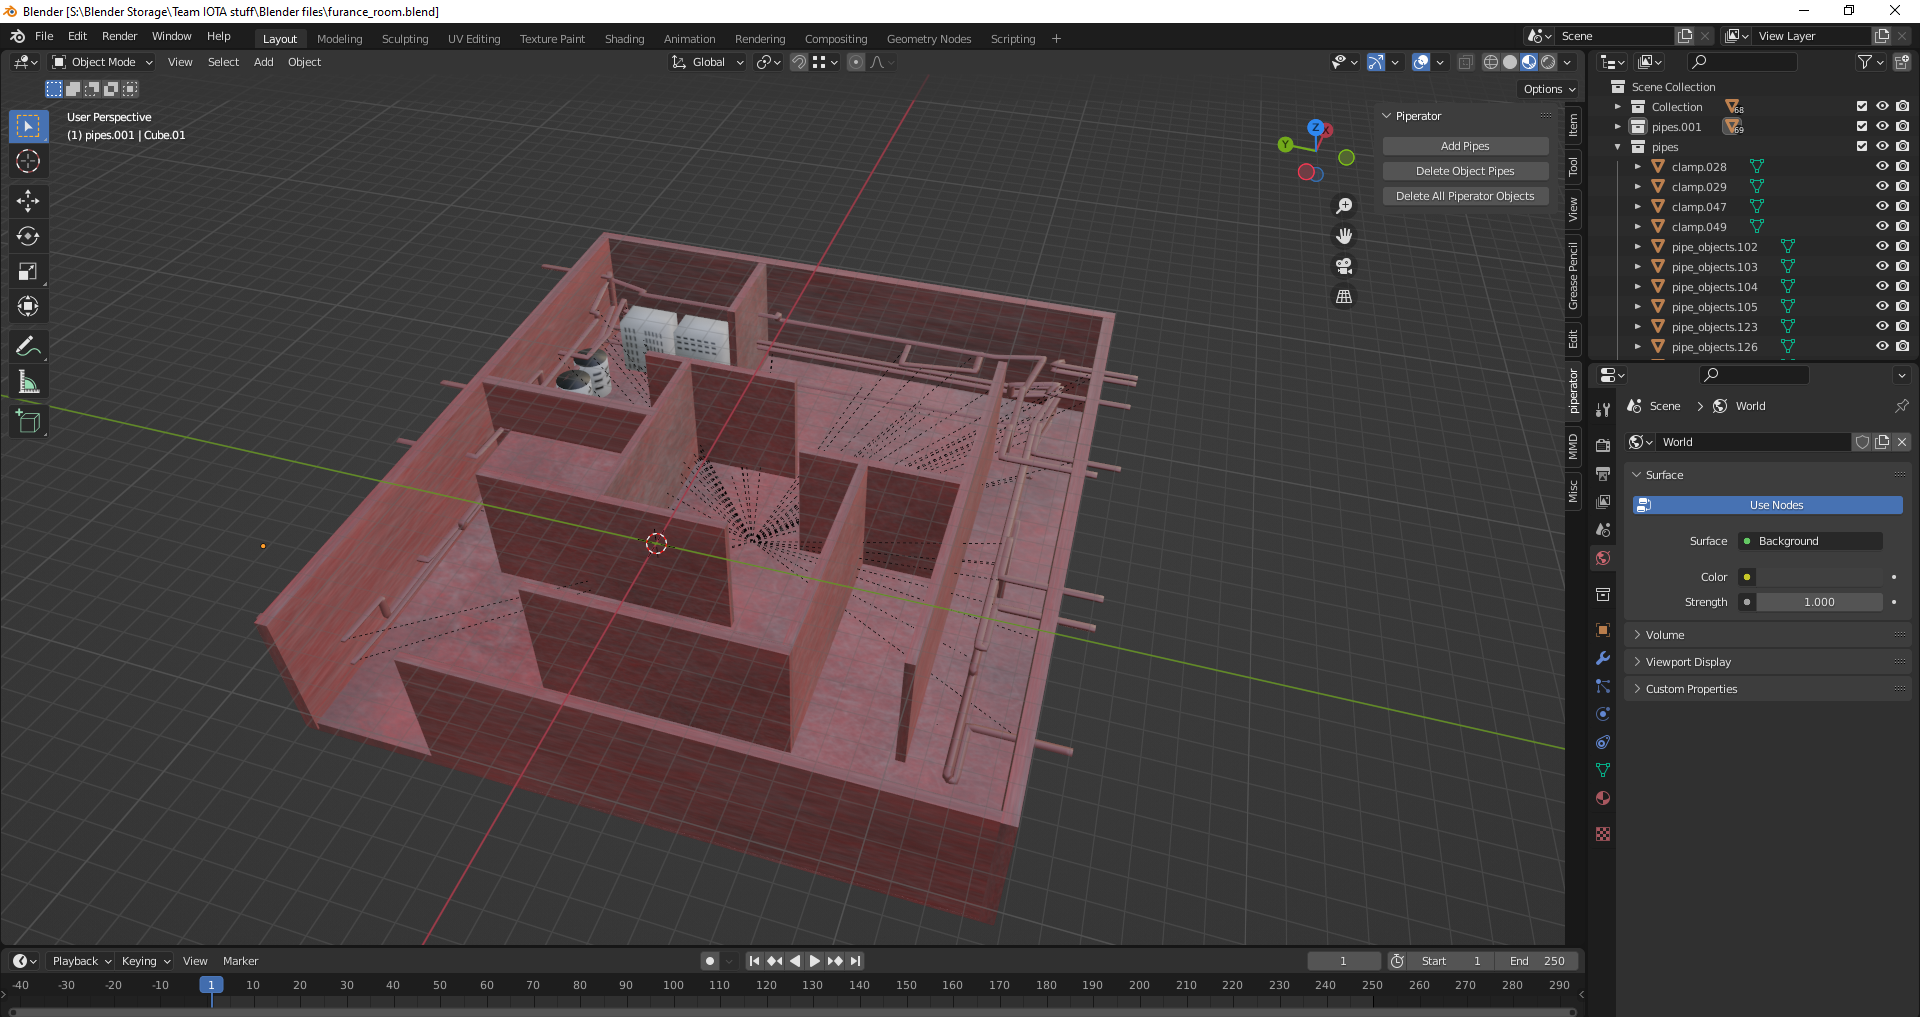 Blender [S:\Blender Storage\Team IOTA stuff\Blender files\furance_room.blend]
File Edit Render Window Help
Layout Modeling Sculpting UV Editing Texture Paint Shading Animation Rendering Compositing Geometry Nodes Scripting +
Scene
View Layer
Object Mode View Select Add Object
Global
Options
User Perspective
(1) pipes.001 | Cube.01
Z
X
Y
Piperator
Add Pipes
Delete Object Pipes
Delete All Piperator Objects
Item
Tool
View
Grease Pencil
Edit
piperator
MMD
Misc
Scene Collection
Collection 68
pipes.001 69
pipes
clamp.028
clamp.029
clamp.047
clamp.049
pipe_objects.102
pipe_objects.103
pipe_objects.104
pipe_objects.105
pipe_objects.123
pipe_objects.126
Scene > World
World
Surface
Use Nodes
Surface Background
Color
Strength 1.000
Volume
Viewport Display
Custom Properties
Playback Keying View Marker
1
Start 1
End 250
-40 -30 -20 -10 1 10 20 30 40 50 60 70 80 90 100 110 120 130 140 150 160 170 180 190 200 210 220 230 240 250 260 270 280 290